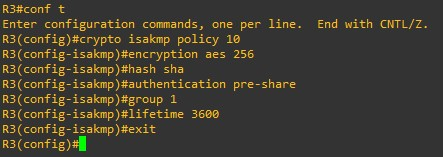 R3#conf t
Enter configuration commands, one per line.  End with CNTL/Z.
R3(config)#crypto isakmp policy 10
R3(config-isakmp)#encryption aes 256
R3(config-isakmp)#hash sha
R3(config-isakmp)#authentication pre-share
R3(config-isakmp)#group 1
R3(config-isakmp)#lifetime 3600
R3(config-isakmp)#exit
R3(config)#